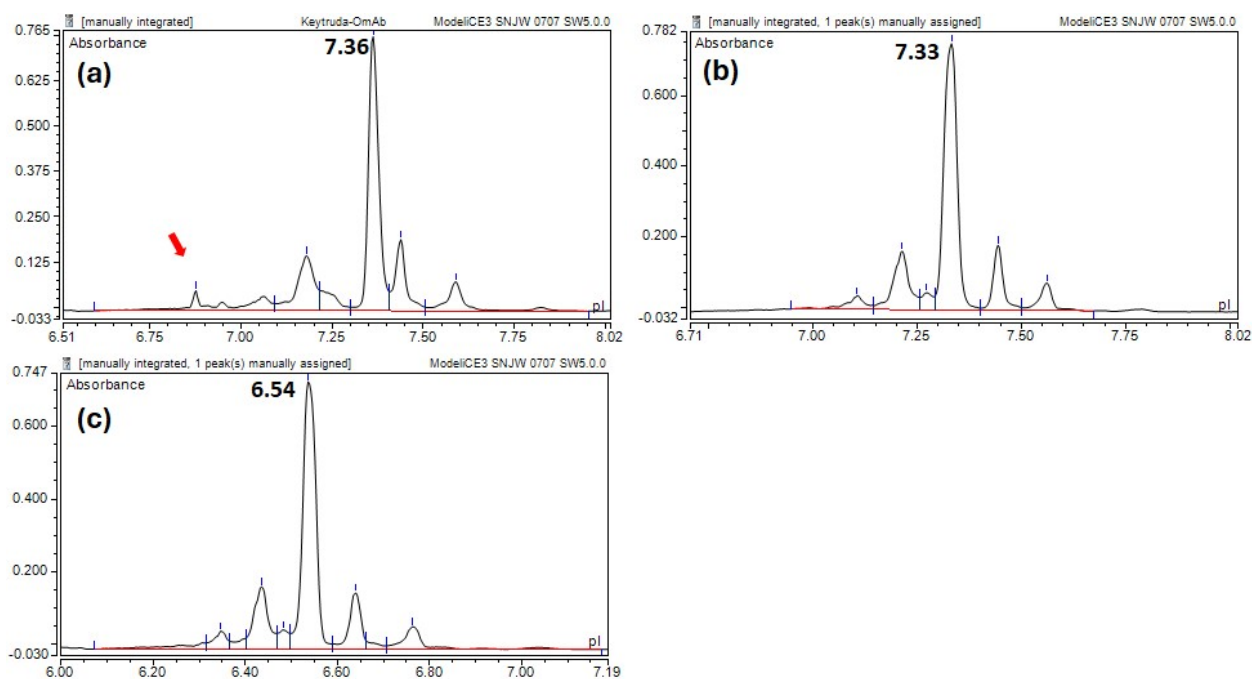 [manually integrated] Keytruda-OmAb ModeliCE3 SNJW 0707 SW5.0.0
Absorbance
(a)
7.36
0.765
0.625
0.500
0.375
0.250
0.125
-0.033
pI
6.51 6.75 7.00 7.25 7.50 7.75 8.02
[manually integrated, 1 peak(s) manually assigned] ModeliCE3 SNJW 0707 SW5.0.0
Absorbance
(b)
7.33
0.782
0.600
0.400
0.200
-0.032
pI
6.71 7.00 7.25 7.50 7.75 8.02
[manually integrated, 1 peak(s) manually assigned] ModeliCE3 SNJW 0707 SW5.0.0
Absorbance
(c)
6.54
0.747
0.600
0.400
0.200
-0.030
pI
6.00 6.20 6.40 6.60 6.80 7.00 7.19